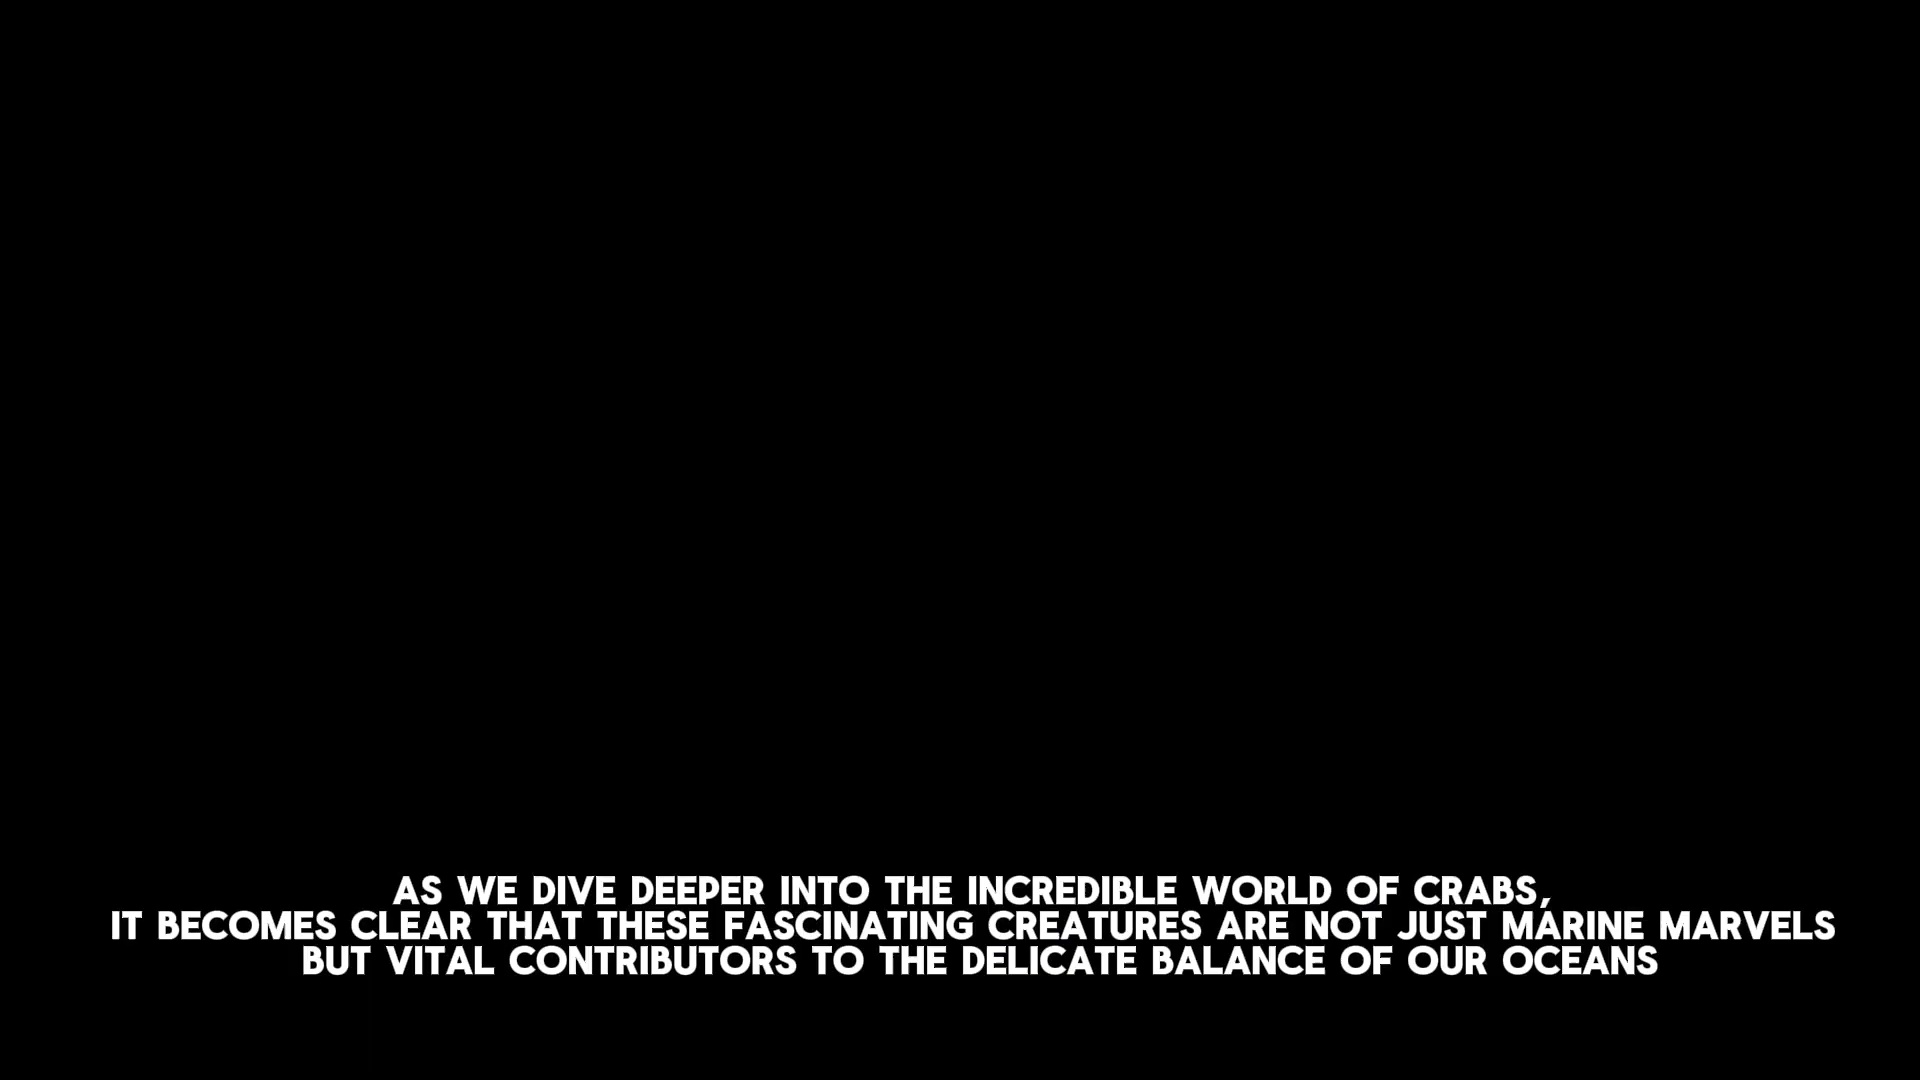 AS WE DIVE DEEPER INTO THE INCREDIBLE WORLD OF CRABS,
IT BECOMES CLEAR THAT THESE FASCINATING CREATURES ARE NOT JUST MARINE MARVELS
BUT VITAL CONTRIBUTORS TO THE DELICATE BALANCE OF OUR OCEANS